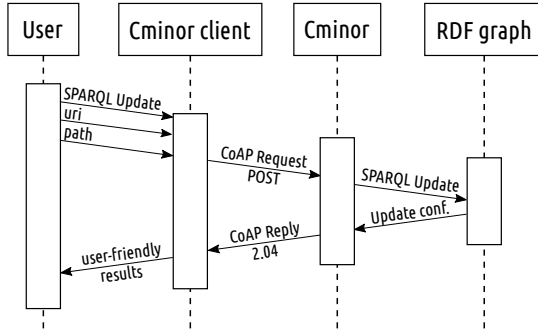 User
Cminor client
Cminor
RDF graph
SPARQL Update
uri
path
CoAP Request
POST
SPARQL Update
Update conf.
CoAP Reply
2.04
user-friendly
results